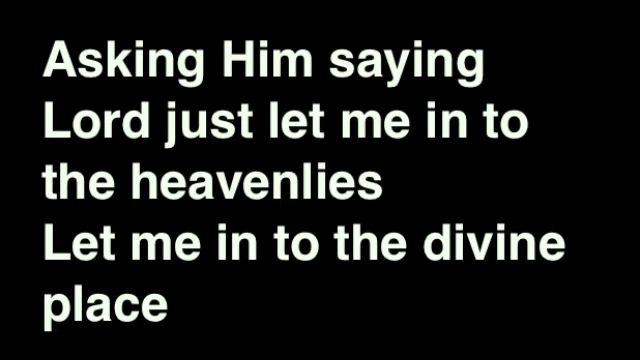 Asking Him saying
Lord just let me in to
the heavenlies
Let me in to the divine
place